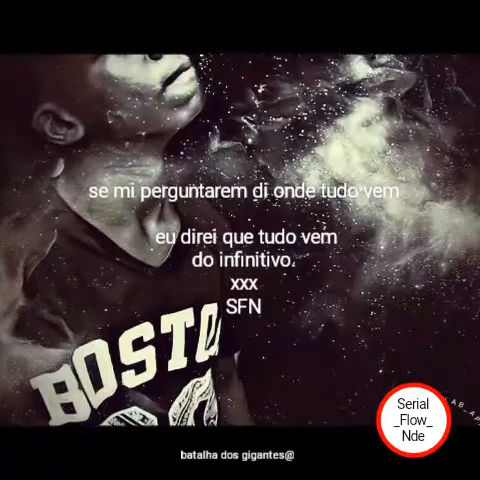 se mi perguntarem di onde tudo vem
eu direi que tudo vem
do infinitivo.
xxx
SFN
BOSTO
Serial
_Flow_
Nde
batalha dos gigantes@